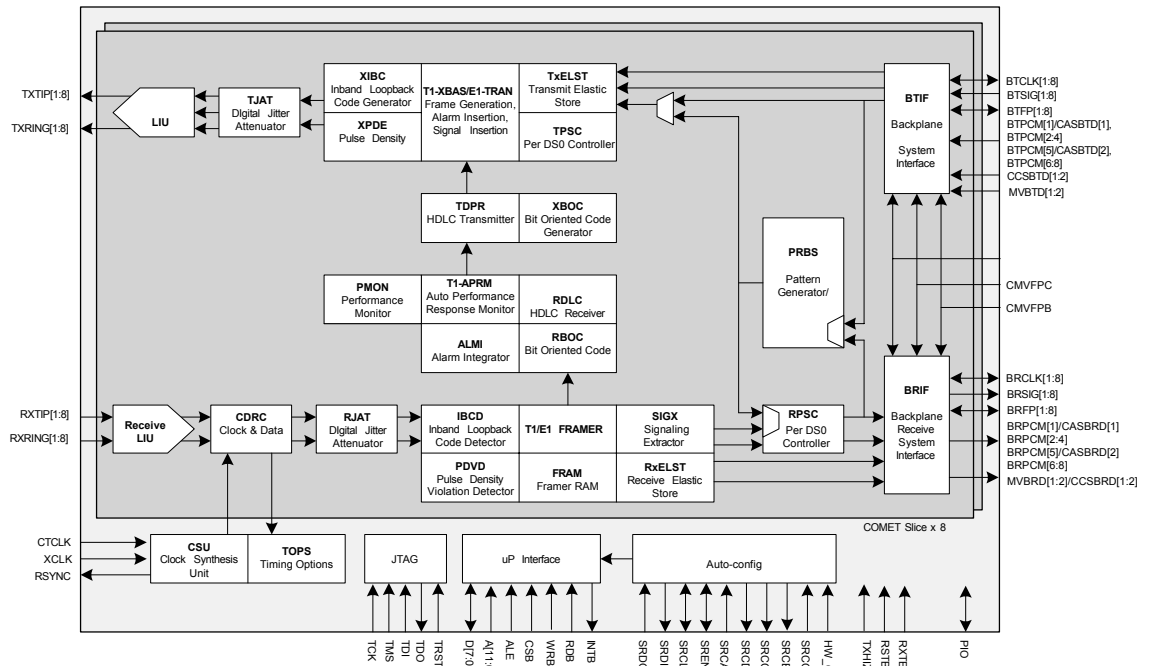 XIBC
Inband Loopback
Code Generator
XPDE
Pulse Density
T1-XBAS/E1-TRAN
Frame Generation,
Alarm Insertion,
Signal Insertion
TxELST
Transmit Elastic
Store
TPSC
Per DS0 Controller
BTIF
Backplane
System
Interface
BTCLK[1:8]
BTSIG[1:8]
BTFP[1:8]
BTPCM[1]/CASBTD[1],
BTPCM[2:4]
BTPCM[5]/CASBTD[2],
BTPCM[6:8]
CCSBTD[1:2]
MVBTD[1:2]
TXTIP[1:8]
TXRING[1:8]
LIU
TJAT
DIgital Jitter
Attenuator
TDPR
HDLC Transmitter
XBOC
Bit Oriented Code
Generator
PRBS
Pattern
Generator/
PMON
Performance
Monitor
T1-APRM
Auto Performance
Response Monitor
RDLC
HDLC Receiver
ALMI
Alarm Integrator
RBOC
Bit Oriented Code
CMVFPC
CMVFPB
RXTIP[1:8]
RXRING[1:8]
Receive
LIU
CDRC
Clock & Data
RJAT
DIgital Jitter
Attenuator
IBCD
Inband Loopback
Code Detector
PDVD
Pulse Density
Violation Detector
T1/E1 FRAMER
FRAM
Framer RAM
SIGX
Signaling
Extractor
RxELST
Receive Elastic
Store
RPSC
Per DS0
Controller
BRIF
Backplane
Receive
System
Interface
BRCLK[1:8]
BRSIG[1:8]
BRFP[1:8]
BRPCM[1]/CASBRD[1]
BRPCM[2:4]
BRPCM[5]/CASBRD[2]
BRPCM[6:8]
MVBRD[1:2]/CCSBRD[1:2]
COMET Slice x 8
CTCLK
XCLK
RSYNC
CSU
Clock Synthesis
Unit
TOPS
Timing Options
JTAG
uP Interface
Auto-config
TCK
TMS
TDI
TDO
TRST
D[7:0
A[11:
ALE
CSB
WRB
RDB
INTB
PIO